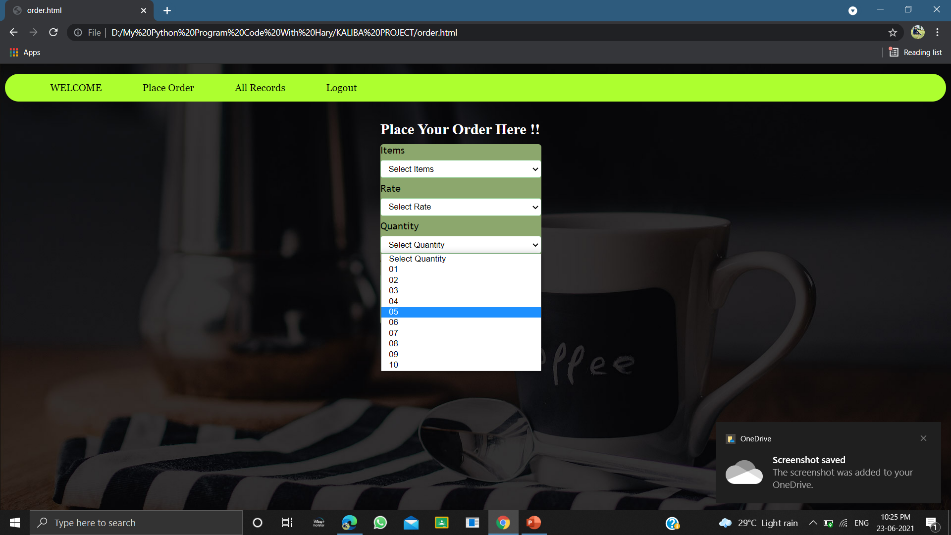 order.html
File
D:/My%20Python%20Program%20Code%20With%20Hary/KALIBA%20PROJECT/order.html
Apps
Reading list
WELCOME Place Order All Records Logout
Place Your Order Here !!
Items
Select Items
Rate
Select Rate
Quantity
Select Quantity
Select Quantity
01
02
03
04
05
06
07
08
09
10
OneDrive
Screenshot saved
The screenshot was added to your
OneDrive.
Type here to search
29°C Light rain
ENG
10:25 PM
23-06-2021
1